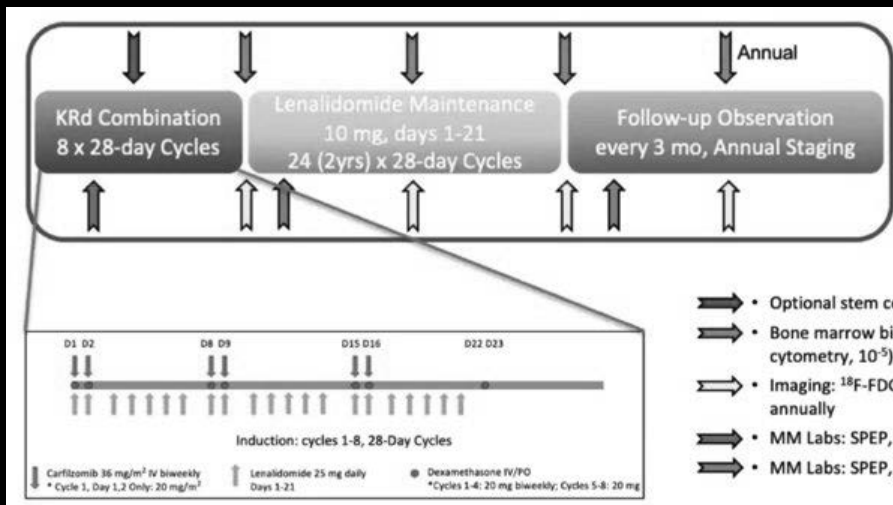 Annual
KRd Combination
8 x 28-day Cycles
Lenalidomide Maintenance
10 mg, days 1-21
24 (2yrs) x 28-day Cycles
Follow-up Observation
every 3 mo, Annual Staging
D1 D2 D8 D9 D15 D16 D22 D23
Induction: cycles 1-8, 28-Day Cycles
Carfilzomib 36 mg/m² IV biweekly
* Cycle 1, Day 1,2 Only: 20 mg/m²
Lenalidomide 25 mg daily
Days 1-21
Dexamethasone IV/PO
*Cycles 1-4: 20 mg biweekly; Cycles 5-8: 20 mg
• Optional stem c
• Bone marrow bi
cytometry, 10⁻⁵)
• Imaging: ¹⁸F-FDG
annually
• MM Labs: SPEP,
• MM Labs: SPEP,